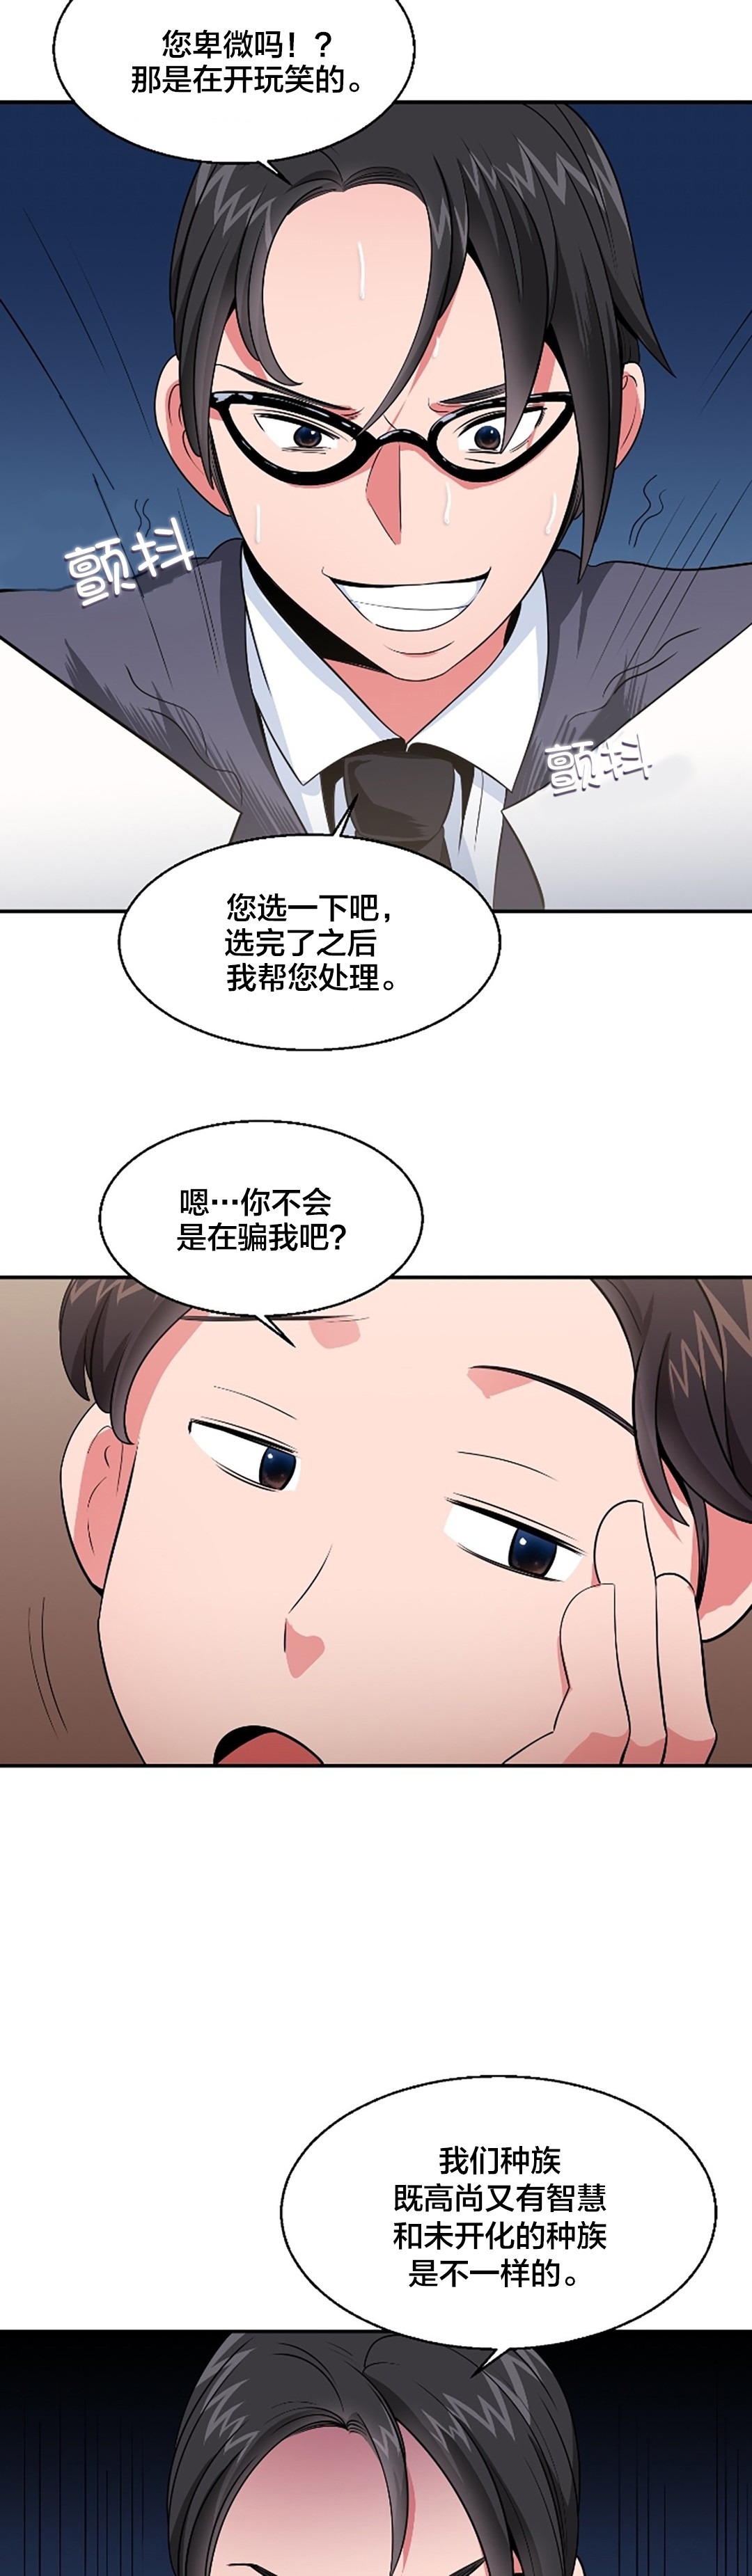 您卑微吗！？
那是在开玩笑的。
颤抖
颤抖
您选一下吧，
选完了之后
我帮您处理。
嗯…你不会
是在骗我吧?
我们种族
既高尚又有智慧
和未开化的种族
是不一样的。